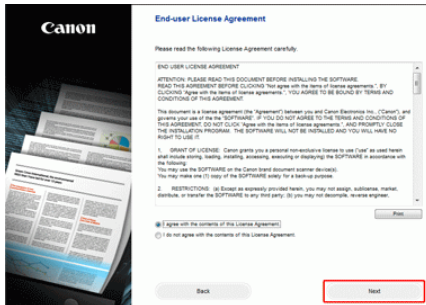 Canon
End-user License Agreement
Please read the following License Agreement carefully.
END USER LICENSE AGREEMENT
ATTENTION: PLEASE READ THIS DOCUMENT BEFORE INSTALLING THE SOFTWARE.
READ THIS AGREEMENT BEFORE CLICKING "Not agree with the items of license agreements.", BY
CLICKING "Agree with the items of license agreements.", YOU AGREE TO BE BOUND BY TERMS AND
CONDITIONS OF THIS AGREEMENT.
This document is a license agreement (the "Agreement") between you and Canon Electronics Inc., ("Canon"), and
governs your use of the the "SOFTWARE". IF YOU DO NOT AGREE TO THE TERMS AND CONDITIONS OF
THIS AGREEMENT, DO NOT CLICK "Agree with the items of license agreements.", AND PROMPTLY CLOSE
THE INSTALLATION PROGRAM. THE SOFTWARE WILL NOT BE INSTALLED AND YOU WILL HAVE NO
RIGHT TO USE IT.
1. GRANT OF LICENSE: Canon grants you a personal non-exclusive license to use ("use" as used herein
shall include storing, loading, installing, accessing, executing or displaying) the SOFTWARE in accordance with
the following:
You may use the SOFTWARE on the Canon brand document scanner device(s).
You may make one (1) copy of the SOFTWARE solely for a back-up purpose.
2. RESTRICTIONS: (a) Except as expressly provided herein, you may not assign, sublicense, market,
distribute, or transfer the SOFTWARE to any third party; (b) you may not decompile, reverse engineer,
Print
I agree with the contents of this License Agreement.
I do not agree with the contents of this License Agreement.
Back
Next